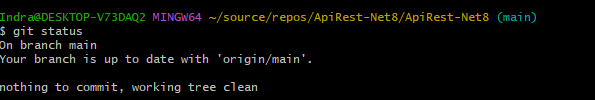 Indra@DESKTOP-V73DAQ2 MINGW64 ~/source/repos/ApiRest-Net8/ApiRest-Net8 (main)
$ git status
On branch main
Your branch is up to date with 'origin/main'.
nothing to commit, working tree clean